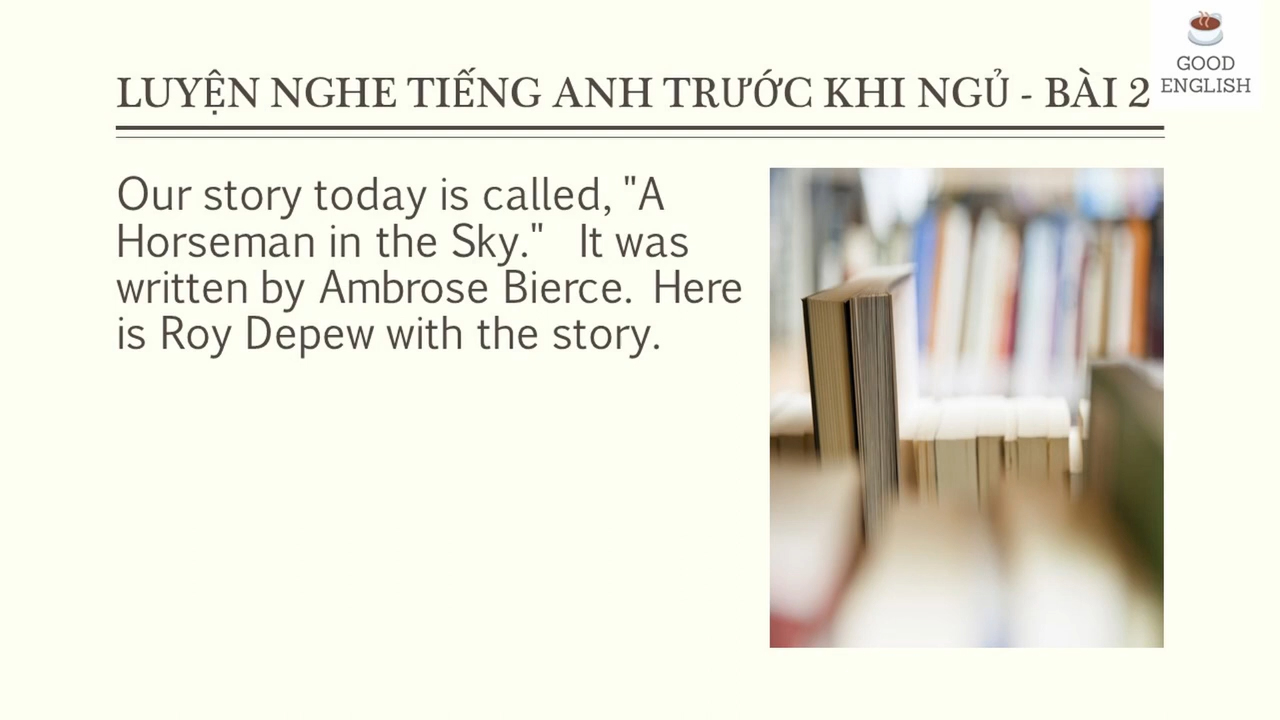 LUYỆN NGHE TIẾNG ANH TRƯỚC KHI NGỦ - BÀI 2
GOOD
ENGLISH
Our story today is called, "A
Horseman in the Sky."   It was
written by Ambrose Bierce.  Here
is Roy Depew with the story.